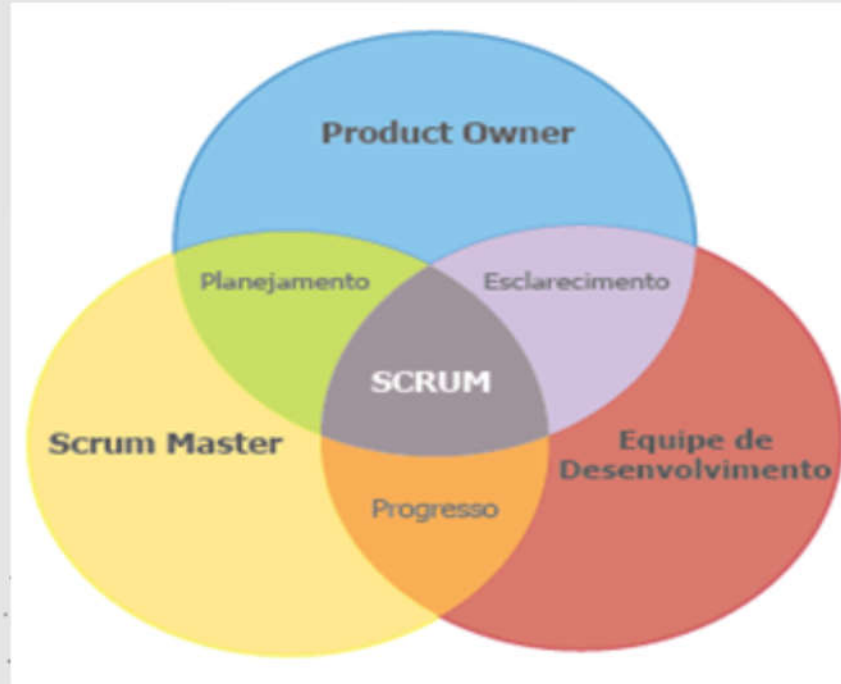 Product Owner
Planejamento
Esclarecimento
SCRUM
Scrum Master
Equipe de
Desenvolvimento
Progresso